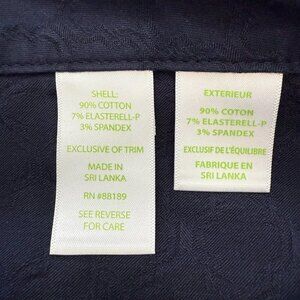 SHELL:
90% COTTON
7% ELASTERELL-P
3% SPANDEX
EXCLUSIVE OF TRIM
MADE IN
SRI LANKA
RN #88189
SEE REVERSE
FOR CARE
EXTERIEUR
90% COTON
7% ELASTERELL-P
3% SPANDEX
EXCLUSIF DE L'ÉQUILIBRE
FABRIQUE EN
SRI LANKA